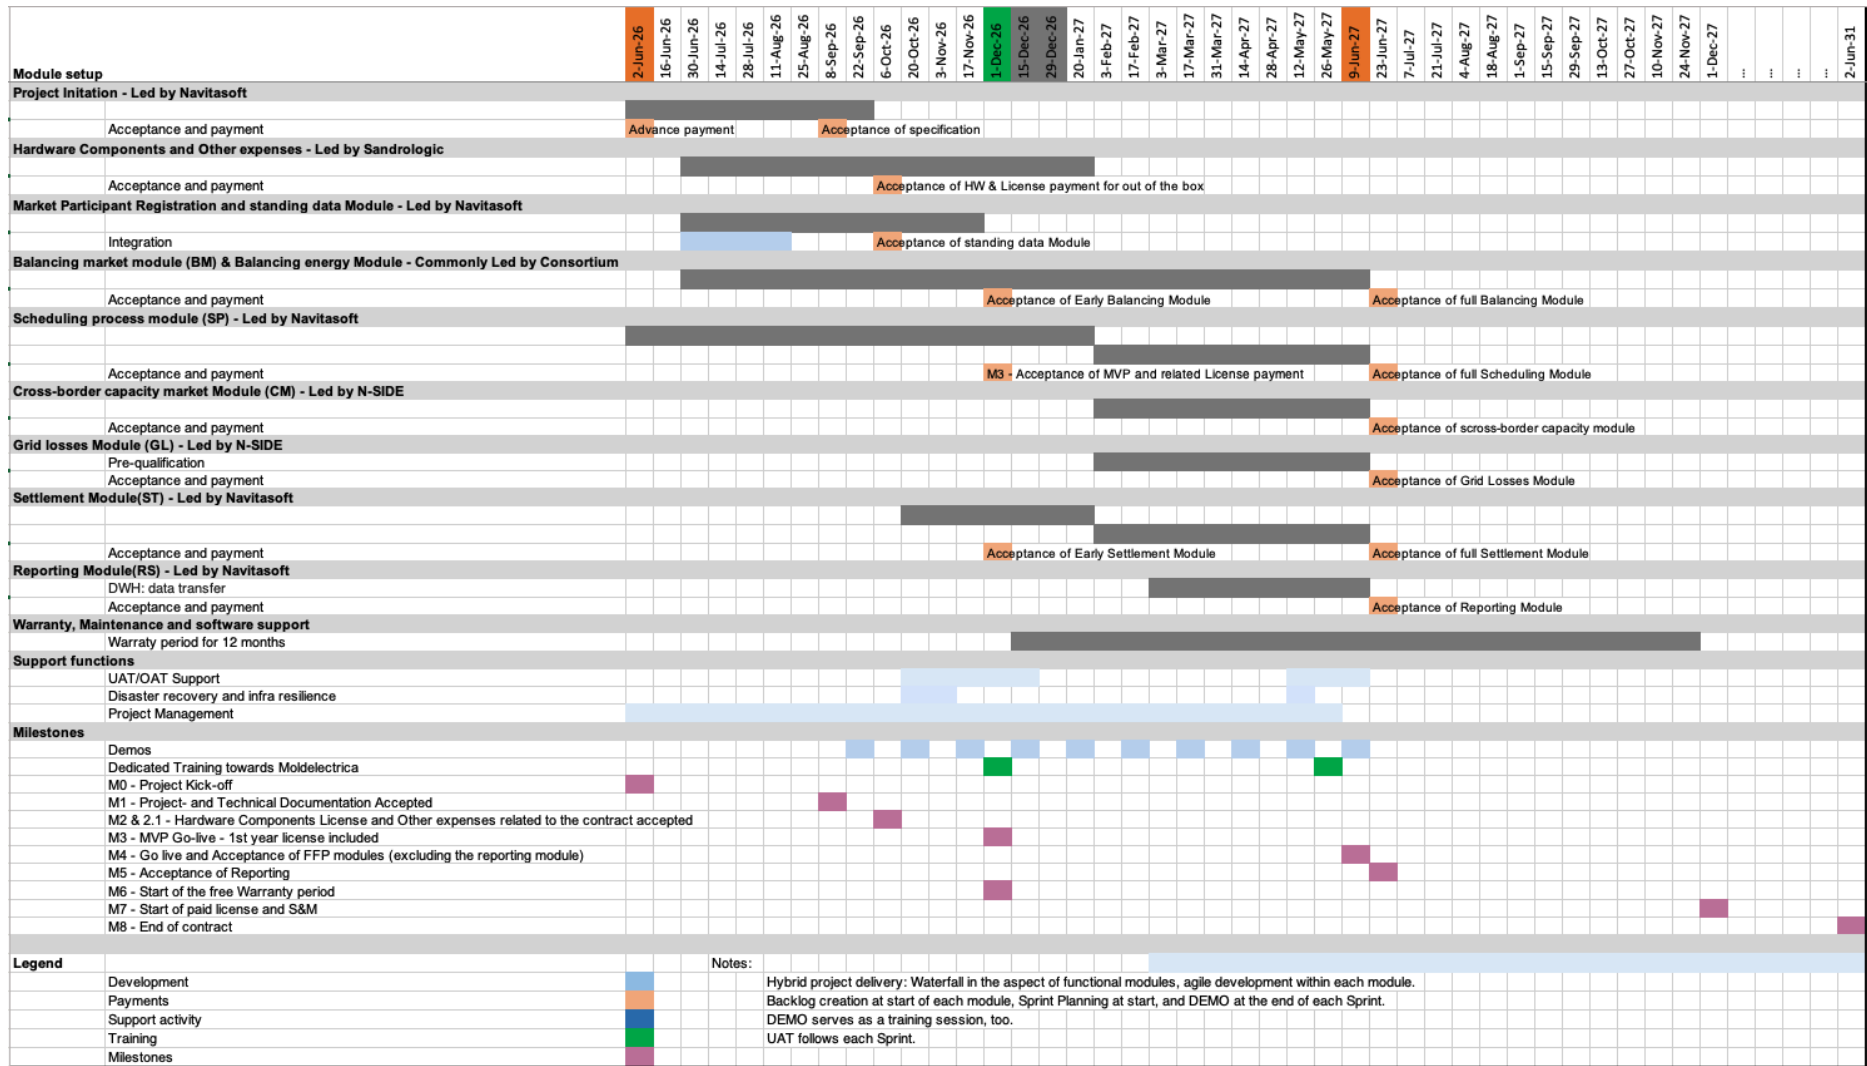 Module setup
2-Jun-26 16-Jun-26 30-Jun-26 14-Jul-26 28-Jul-26 11-Aug-26 25-Aug-26 8-Sep-26 22-Sep-26 6-Oct-26 20-Oct-26 3-Nov-26 17-Nov-26 1-Dec-26 15-Dec-26 29-Dec-26 20-Jan-27 3-Feb-27 17-Feb-27 3-Mar-27 17-Mar-27 31-Mar-27 14-Apr-27 28-Apr-27 12-May-27 26-May-27 9-Jun-27 23-Jun-27 7-Jul-27 21-Jul-27 4-Aug-27 18-Aug-27 1-Sep-27 15-Sep-27 29-Sep-27 13-Oct-27 27-Oct-27 10-Nov-27 24-Nov-27 1-Dec-27 ... ... ... ... 2-Jun-31
Project Initation - Led by Navitasoft
Acceptance and payment Advance payment Acceptance of specification
Hardware Components and Other expenses - Led by Sandrologic
Acceptance and payment Acceptance of HW & License payment for out of the box
Market Participant Registration and standing data Module - Led by Navitasoft
Integration Acceptance of standing data Module
Balancing market module (BM) & Balancing energy Module - Commonly Led by Consortium
Acceptance and payment Acceptance of Early Balancing Module Acceptance of full Balancing Module
Scheduling process module (SP) - Led by Navitasoft
Acceptance and payment M3 - Acceptance of MVP and related License payment Acceptance of full Scheduling Module
Cross-border capacity market Module (CM) - Led by N-SIDE
Acceptance and payment Acceptance of scross-border capacity module
Grid losses Module (GL) - Led by N-SIDE
Pre-qualification
Acceptance and payment Acceptance of Grid Losses Module
Settlement Module(ST) - Led by Navitasoft
Acceptance and payment Acceptance of Early Settlement Module Acceptance of full Settlement Module
Reporting Module(RS) - Led by Navitasoft
DWH: data transfer
Acceptance and payment Acceptance of Reporting Module
Warranty, Maintenance and software support
Warraty period for 12 months
Support functions
UAT/OAT Support
Disaster recovery and infra resilience
Project Management
Milestones
Demos
Dedicated Training towards Moldelectrica
M0 - Project Kick-off
M1 - Project- and Technical Documentation Accepted
M2 & 2.1 - Hardware Components License and Other expenses related to the contract accepted
M3 - MVP Go-live - 1st year license included
M4 - Go live and Acceptance of FFP modules (excluding the reporting module)
M5 - Acceptance of Reporting
M6 - Start of the free Warranty period
M7 - Start of paid license and S&M
M8 - End of contract
Legend Notes:
Development Hybrid project delivery: Waterfall in the aspect of functional modules, agile development within each module.
Payments Backlog creation at start of each module, Sprint Planning at start, and DEMO at the end of each Sprint.
Support activity DEMO serves as a training session, too.
Training UAT follows each Sprint.
Milestones